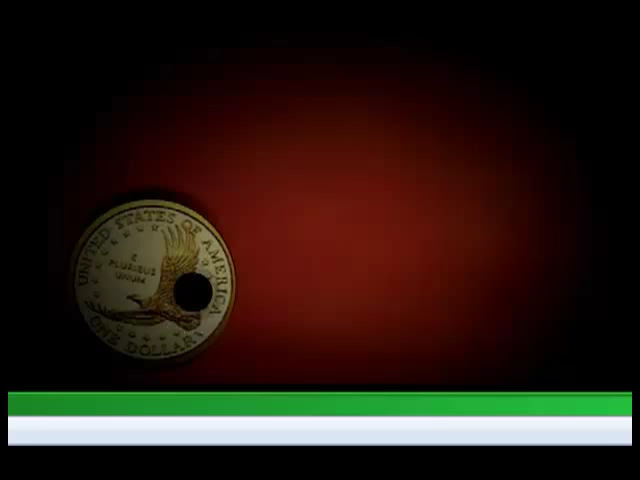 UNITED STATES OF AMERICA
E
PLURIBUS
UNUM
ONE DOLLAR